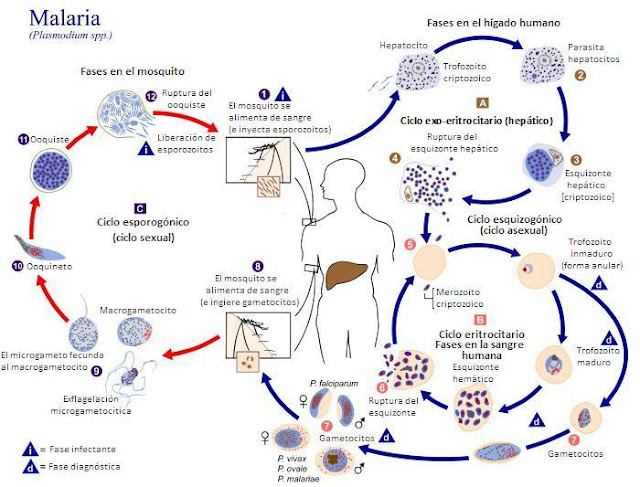 Malaria
(Plasmodium spp.)
Fases en el mosquito
Fases en el hígado humano
12 Ruptura del
ooquiste
Liberación de
esporozoitos
i
11 Ooquiste
C
Ciclo esporogónico
(ciclo sexual)
10 Ooquineto
Macrogametocito
El microgameto fecunda
al macrogametocito 9
Exflagelación
microgametocitica
i = Fase infectante
d = Fase diagnóstica
1 i
El mosquito se
alimenta de sangre
(e inyecta esporozoitos)
8
El mosquito se
alimenta de sangre
(e ingiere gametocitos)
Hepatocito
Trofozoito
criptozoico
Parasita
hepatocitos
2
A
Ciclo exo-eritrocitario (hepático)
Ruptura del
esquizonte hepático
4
3
Esquizonte
hepático
[criptozoico]
Ciclo esquizogónico
(ciclo asexual)
5
Trofozoito
inmaduro
(forma anular)
d
Merozoito
criptozoico
B
Ciclo eritrocitario
Fases en la sangre
humana
Trofozoito
maduro
Esquizonte
hemático
6
Ruptura del
esquizonte
d
7
d
P. falciparum
♀
7
♂
Gametocitos
♀
♂
P. vivax
P. ovale
P. malariae